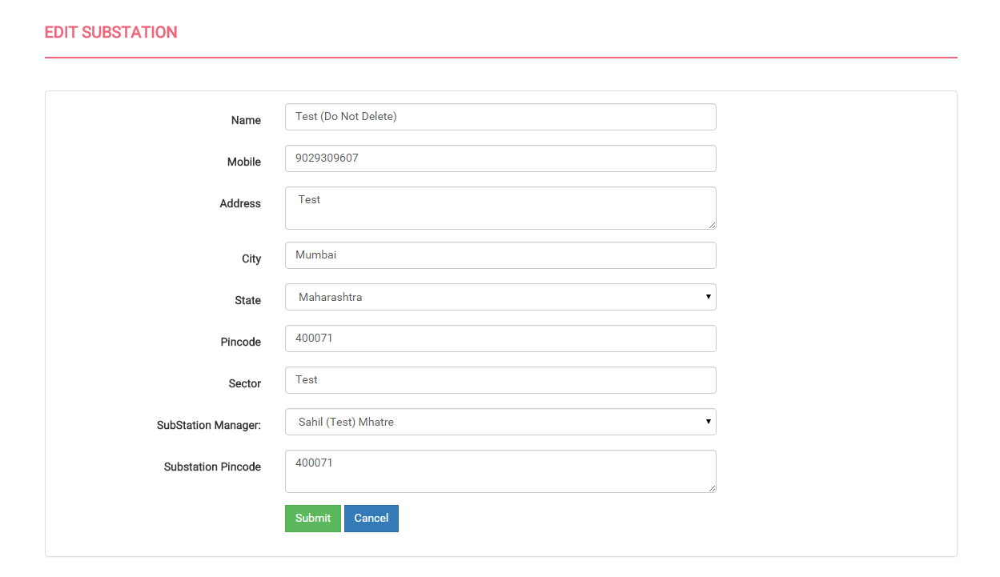 EDIT SUBSTATION
Name Test (Do Not Delete)
Mobile 9029309607
Address Test
City Mumbai
State Maharashtra
Pincode 400071
Sector Test
SubStation Manager: Sahil (Test) Mhatre
Substation Pincode 400071
Submit Cancel